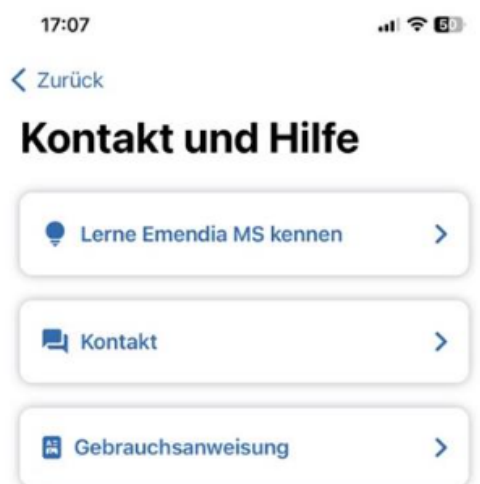 17:07
50
Zurück
Kontakt und Hilfe
Lerne Emendia MS kennen
Kontakt
Gebrauchsanweisung